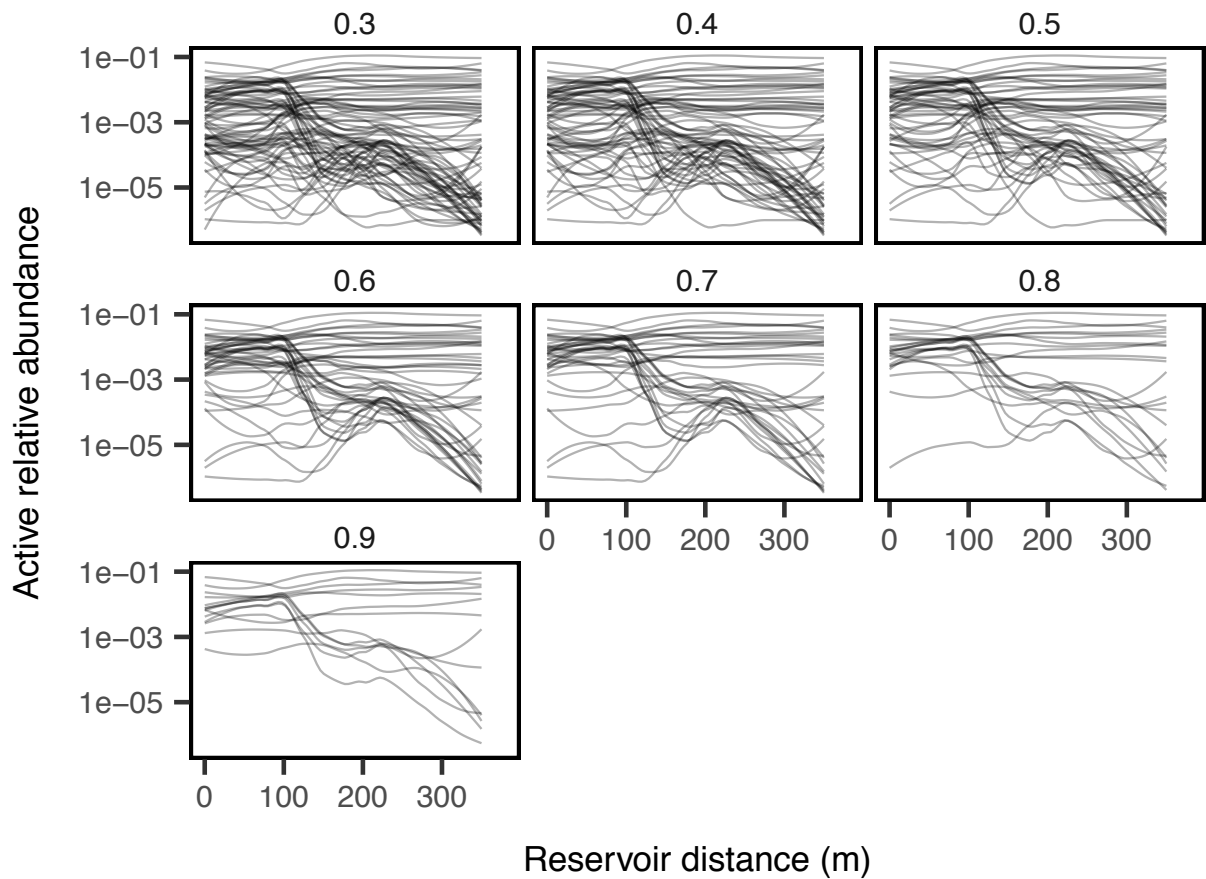 0.3 0.4 0.5
1e−01
1e−03
1e−05
0.6 0.7 0.8
1e−01
1e−03
1e−05
0 100 200 300 0 100 200 300
0.9
1e−01
1e−03
1e−05
0 100 200 300
Active relative abundance
Reservoir distance (m)